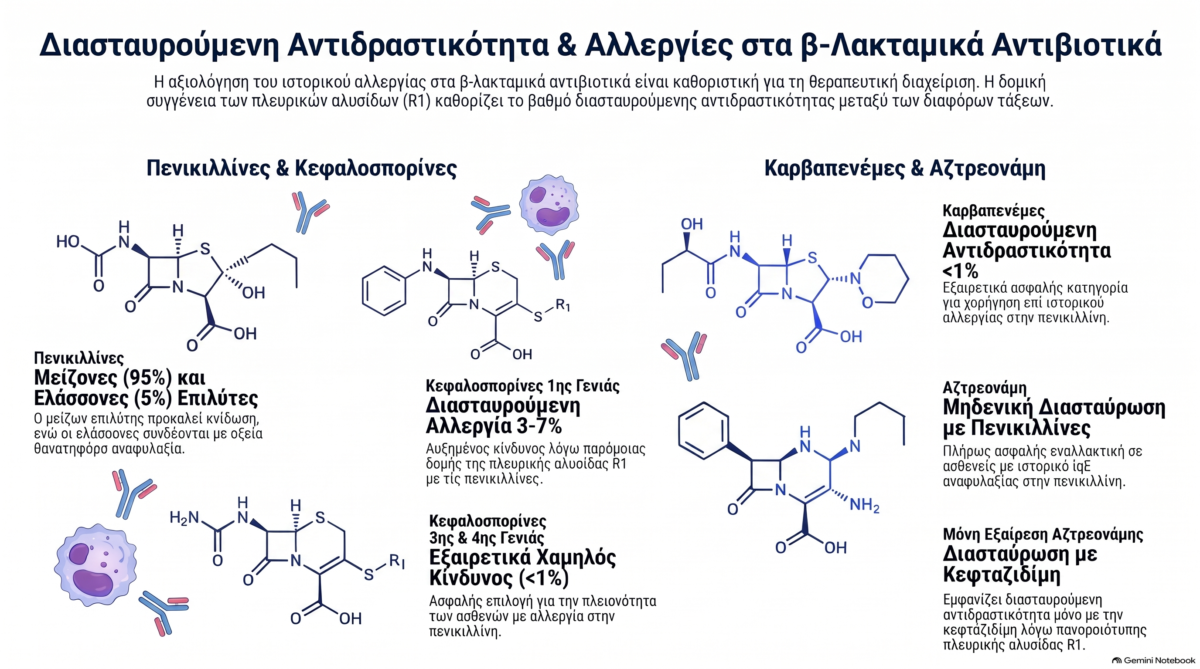 Διασταυρούμενη Αντιδραστικότητα & Αλλεργίες στα β-Λακταμικά Αντιβιοτικά
Η αξιολόγηση του ιστορικού αλλεργίας στα β-λακταμικά αντιβιοτικά είναι καθοριστική για τη θεραπευτική διαχείριση. Η δομική
συγγένεια των πλευρικών αλυσίδων (R1) καθορίζει το βαθμό διασταυρούμενης αντιδραστικότητας μεταξύ των διαφόρων τάξεων.
Πενικιλλίνες & Κεφαλοσπορίνες
HO
O
H
N
H
S
O
N
OH
O
OH
Πενικιλλίνες
Μείζονες (95%) και
Ελάσσονες (5%) Επιλύτες
Ο μείζων επιλύτης προκαλεί κνίδωση,
ενώ οι ελάσοονες συνδέονται με οξεία
θανατηφόρσ αναφυλαξία.
H
N
H
S
O
N
S
R₁
O
OH
Κεφαλοσπορίνες 1ης Γενιάς
Διασταυρούμενη
Αλλεργία 3-7%
Αυξημένος κίνδυνος λόγω παρόμοιας
δομής της πλευρικής αλυοίδας R1
με τίς πενικιλλίνες.
H₂N
O
H
N
H
S
O
N
S
R₁
O
OH
Κεφαλοσπορίνες
3ης & 4ης Γενιάς
Εξαιρετικά Χαμηλός
Κίνδυνος (<1%)
Ασφαλής επιλογή για την πλειονότητα
των ασθενών με αλλεργία στην
πενικιλλίνη.
Καρβαπενέμες & Αζτρεονάμη
OH
O
H
N
H
S
O
N
N
O
O
OH
Καρβαπενέμες
Διασταυρούμενη
Αντιδραστικότητα
<1%
Εξαιρετικά ασφαλής κατηγορία
για χορήγηση επί ιστορικού
αλλεργίας στην πενικιλλίνη.
H
N
N
O
N
NH₂
O
OH
Αζτρεονάμη
Μηδενική Διασταύρωση
με Πενικιλλίνες
Πλήρως ασφαλής εναλλακτική σε
ασθενείς με ιστορικό iqE
αναφυλαξίας στην πενικιλλίνη.
Μόνη Εξαίρεση Αζτρεονάμης
Διασταύρωση με
Κεφταζιδίμη
Εμφανίζει διασταυρούμενη
αντιδραστικότητα μόνο με την
κεφταζιδίμη λόγω πανοροιότυπης
πλευρικής αλυσίδας R1.
Gemini Notebook